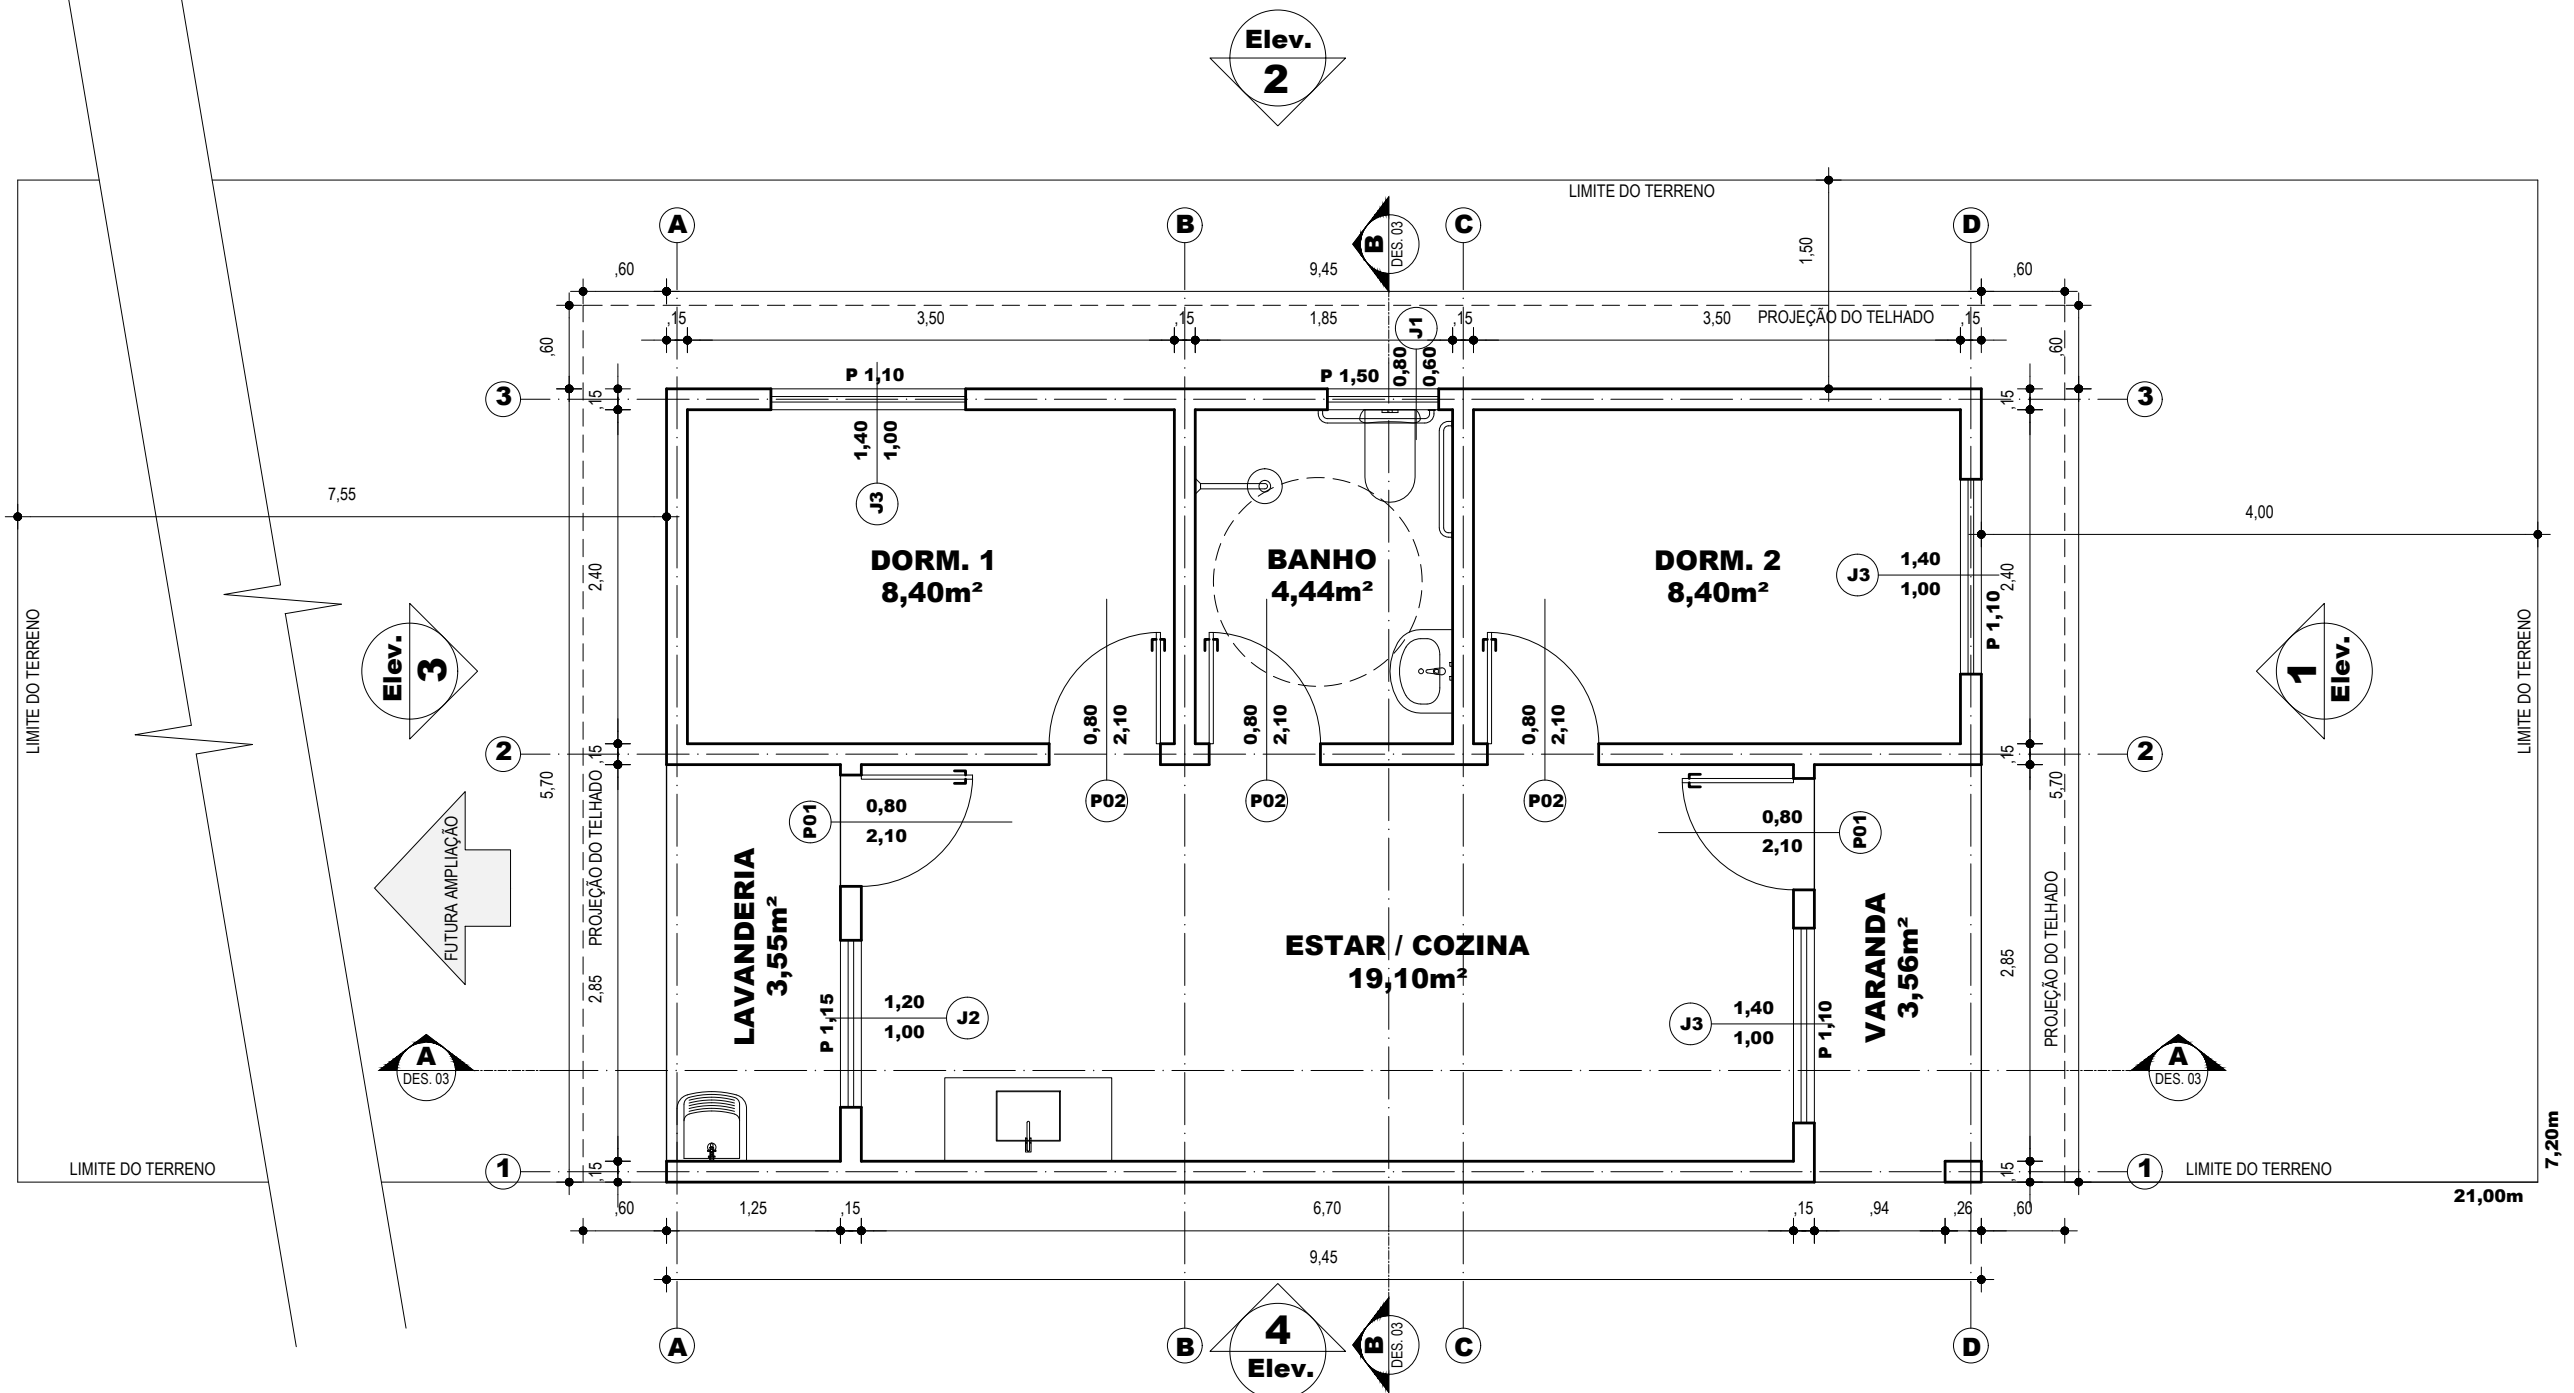 Elev.
2
LIMITE DO TERRENO
A
B
B
DES. 03
C
D
1,50
,60
9,45
,60
,15
3,50
,15
1,85
J1
,15
3,50
PROJEÇÃO DO TELHADO
,15
,60
,60
P 1,10
P 1,50
0,80
0,60
3
,15
,15
3
1,40
1,00
J3
7,55
4,00
DORM. 1
8,40m²
BANHO
4,44m²
DORM. 2
8,40m²
J3
1,40
1,00
P 1,10
2,40
2,40
LIMITE DO TERRENO
Elev.
3
1
Elev.
LIMITE DO TERRENO
0,80
2,10
0,80
2,10
0,80
2,10
2
,15
,15
2
5,70
5,70
P02
P02
P02
P01
0,80
2,10
0,80
2,10
P01
FUTURA AMPLIAÇÃO
PROJEÇÃO DO TELHADO
2,85
LAVANDERIA
3,55m²
ESTAR / COZINA
19,10m²
VARANDA
3,56m²
2,85
PROJEÇÃO DO TELHADO
P 1,15
1,20
1,00
J2
J3
1,40
1,00
P 1,10
A
DES. 03
A
DES. 03
7,20m
LIMITE DO TERRENO
1
,15
,15
1
LIMITE DO TERRENO
21,00m
,60
1,25
,15
6,70
,15
,94
,26
,60
9,45
A
B
4
Elev.
B
DES. 03
C
D